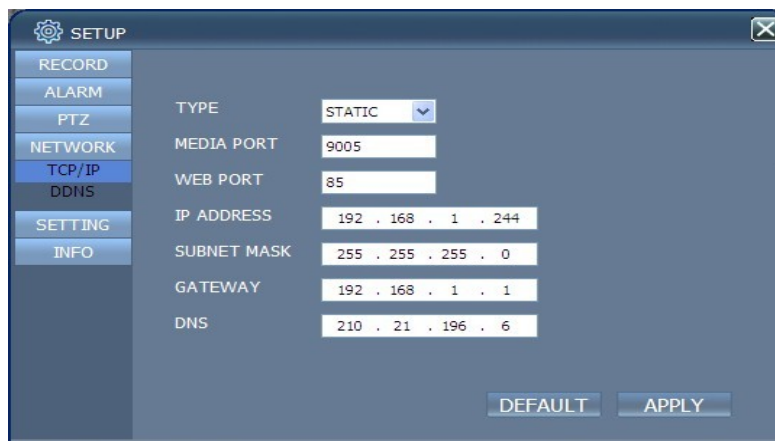 SETUP
RECORD
ALARM
PTZ
NETWORK
TCP/IP
DDNS
SETTING
INFO
TYPE STATIC
MEDIA PORT 9005
WEB PORT 85
IP ADDRESS 192 . 168 . 1 . 244
SUBNET MASK 255 . 255 . 255 . 0
GATEWAY 192 . 168 . 1 . 1
DNS 210 . 21 . 196 . 6
DEFAULT APPLY